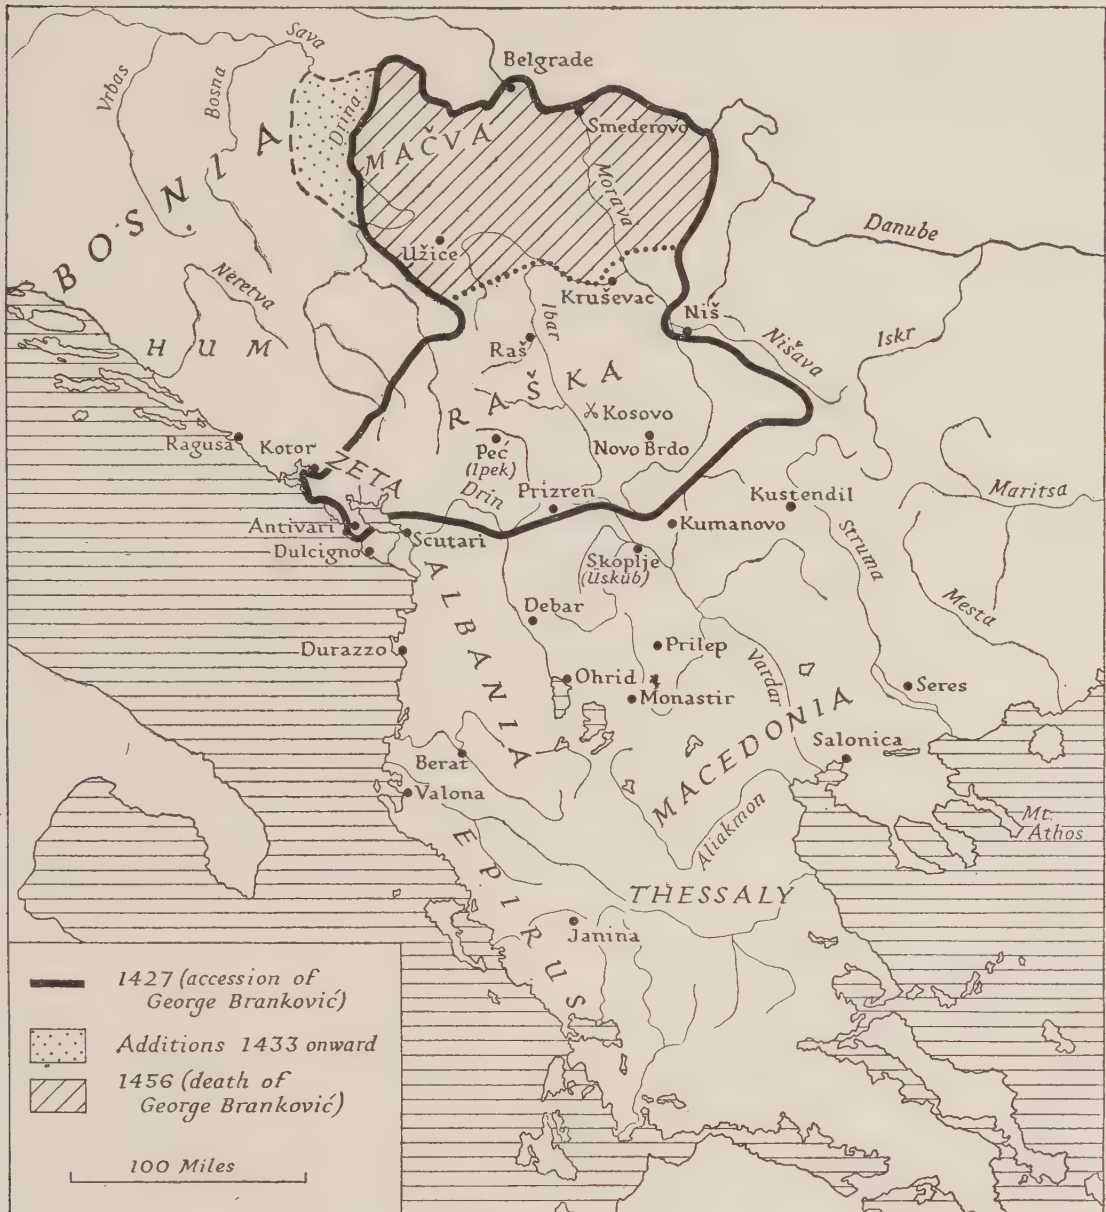 Sava
Vrbas
Bosna
Belgrade
Drina
MAČVA
Smederovo
BOSNIA
Morava
Danube
Užice
Neretva
Kruševac
Ibar
Niš
Iskr
HUM
Raš
Nišava
RAŠKA
Kosovo
Ragusa
Kotor
Peć
(Ipek)
Novo Brdo
ZETA
Drin
Prizren
Kustendil
Maritsa
Antivari
Scutari
Kumanovo
Dulcigno
Skoplje
(Üsküb)
Struma
ALBANIA
Debar
Mesta
Durazzo
Prilep
Vardar
Ohrid
Monastir
Seres
MACEDONIA
Berat
Salonica
Valona
Aliakmon
Mt.
Athos
EPIRUS
THESSALY
Janina
1427 (accession of
George Branković)
Additions 1433 onward
1456 (death of
George Branković)
100 Miles